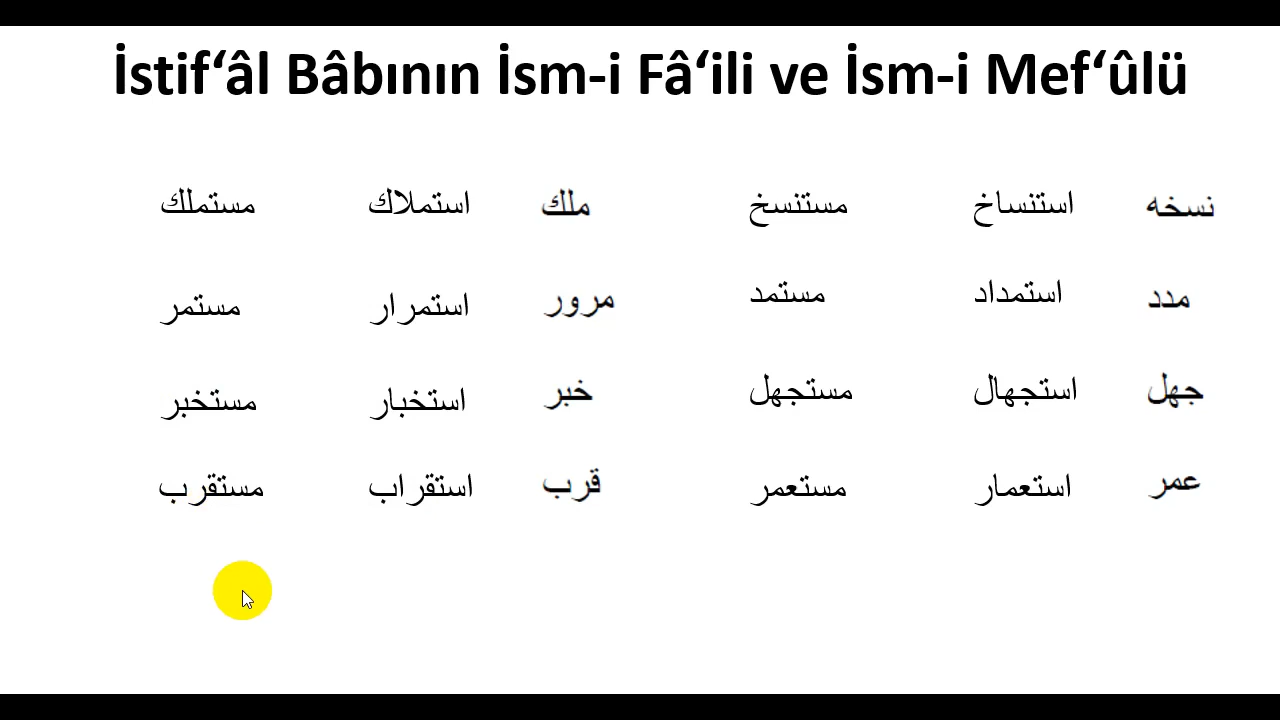 İstif‘âl Bâbının İsm-i Fâ‘ili ve İsm-i Mef‘ûlü
نسخه استنساخ مستنسخ ملك استملاك مستملك
مدد استمداد مستمد مرور استمرار مستمر
جهل استجهال مستجهل خبر استخبار مستخبر
عمر استعمار مستعمر قرب استقراب مستقرب